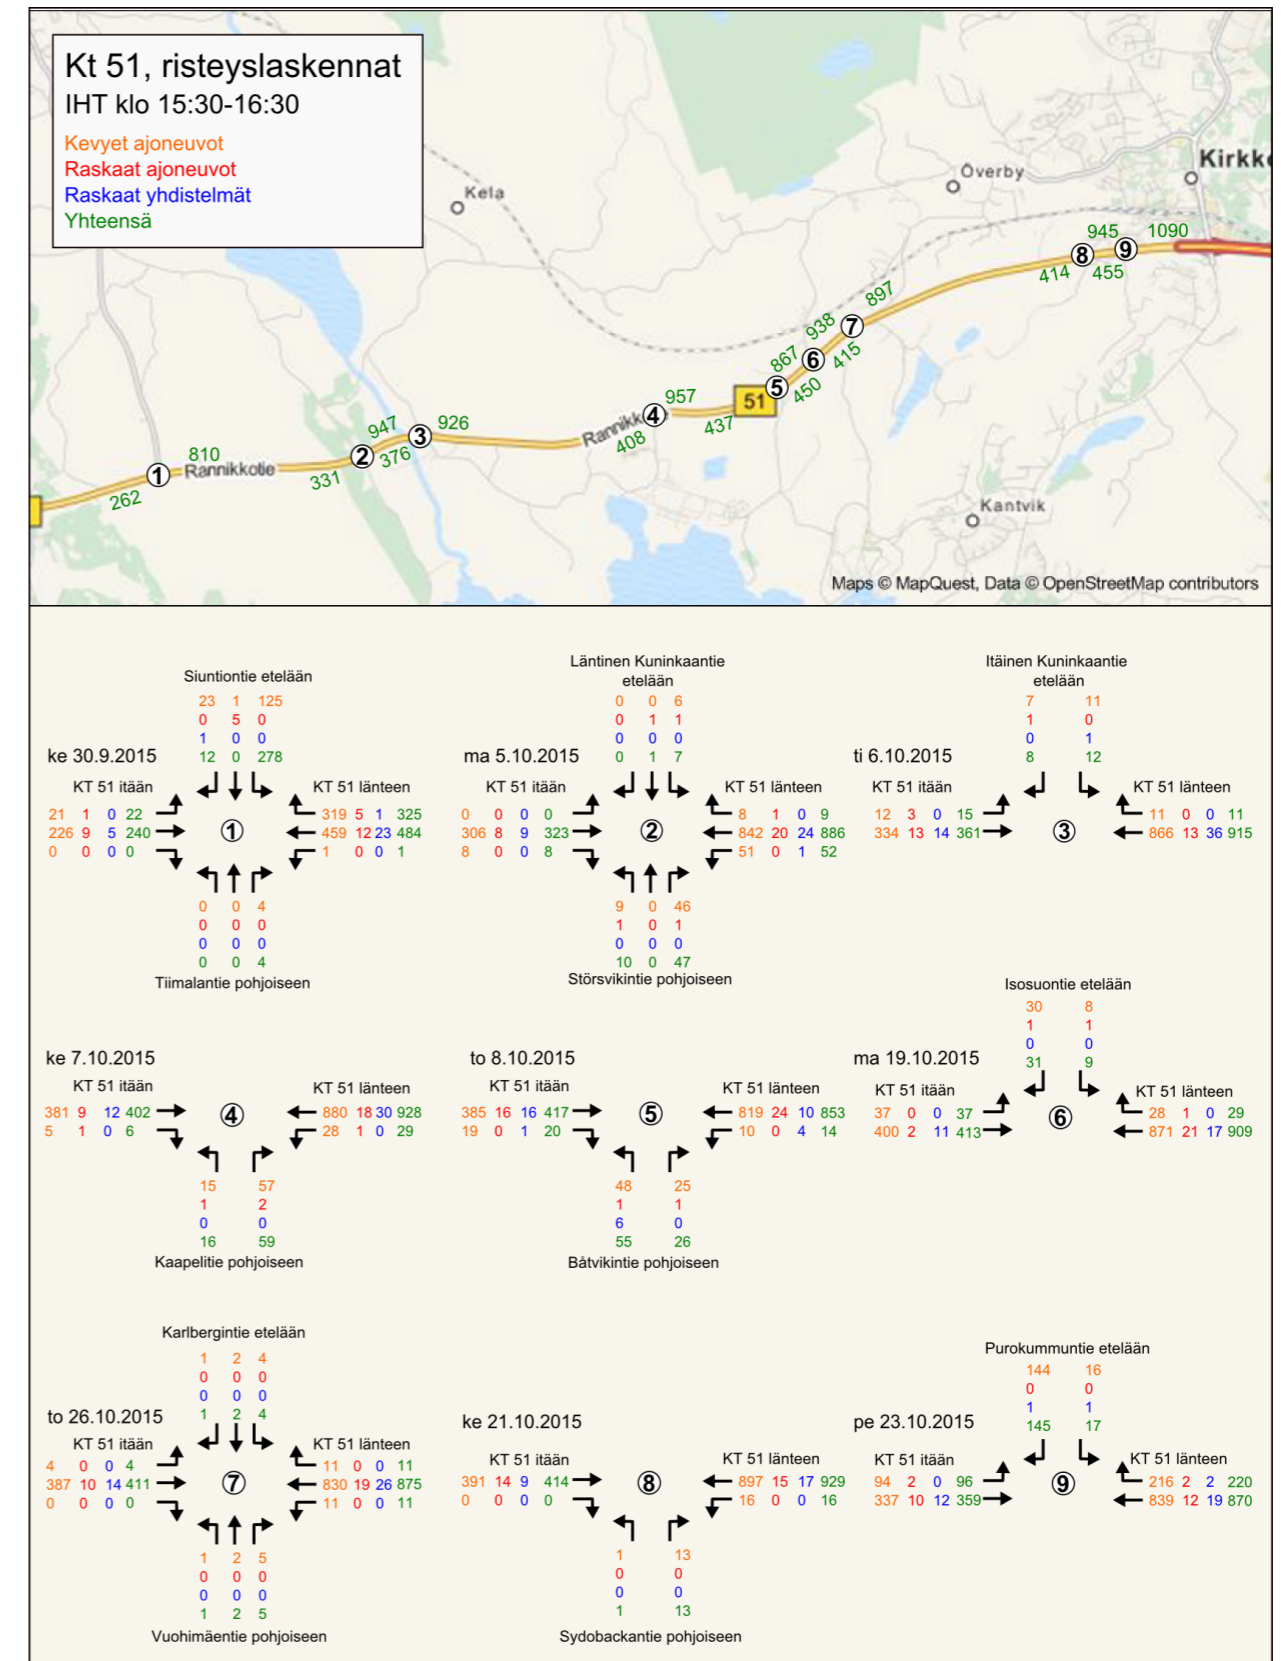 Kt 51, risteyslaskennat
IHT klo 15:30-16:30
Kevyet ajoneuvot
Raskaat ajoneuvot
Raskaat yhdistelmät
Yhteensä
Kela
Överby
Kirkk
945 1090
8 9
414 455
897
938
7
867
6
415
5
450
51
957
4
Rannikk
408
437
947
3 926
2
376
810
1 Rannikkotie
331
262
Kantvik
Maps © MapQuest, Data © OpenStreetMap contributors
Siuntiontie etelään
23 1 125
0 5 0
1 0 0
12 0 278
ke 30.9.2015
KT 51 itään KT 51 länteen
21 1 0 22 319 5 1 325
226 9 5 240 1 459 12 23 484
0 0 0 0 1 0 0 1
0 0 4
0 0 0
0 0 0
0 0 4
Tiimalantie pohjoiseen
Läntinen Kuninkaantie
etelään
0 0 6
0 1 1
0 0 0
0 1 7
ma 5.10.2015
KT 51 itään KT 51 länteen
0 0 0 0 8 1 0 9
306 8 9 323 2 842 20 24 886
8 0 0 8 51 0 1 52
9 0 46
1 0 1
0 0 0
10 0 47
Störsvikintie pohjoiseen
Itäinen Kuninkaantie
etelään
7 11
1 0
0 1
8 12
ti 6.10.2015
KT 51 itään KT 51 länteen
12 3 0 15 11 0 0 11
334 13 14 361 3 866 13 36 915
ke 7.10.2015
KT 51 itään KT 51 länteen
381 9 12 402 4 880 18 30 928
5 1 0 6 28 1 0 29
15 57
1 2
0 0
16 59
Kaapelitie pohjoiseen
to 8.10.2015
KT 51 itään KT 51 länteen
385 16 16 417 5 819 24 10 853
19 0 1 20 10 0 4 14
48 25
1 1
6 0
55 26
Båtvikintie pohjoiseen
Isosuontie etelään
30 8
1 1
0 0
31 9
ma 19.10.2015
KT 51 itään KT 51 länteen
37 0 0 37 28 1 0 29
400 2 11 413 6 871 21 17 909
Karlbergintie etelään
1 2 4
0 0 0
0 0 0
1 2 4
to 26.10.2015
KT 51 itään KT 51 länteen
4 0 0 4 11 0 0 11
387 10 14 411 7 830 19 26 875
0 0 0 0 11 0 0 11
1 2 5
0 0 0
0 0 0
1 2 5
Vuohimäentie pohjoiseen
ke 21.10.2015
KT 51 itään KT 51 länteen
391 14 9 414 8 897 15 17 929
0 0 0 0 16 0 0 16
1 13
0 0
0 0
1 13
Sydobackantie pohjoiseen
Purokummuntie etelään
144 16
0 0
1 1
145 17
pe 23.10.2015
KT 51 itään KT 51 länteen
94 2 0 96 216 2 2 220
337 10 12 359 9 839 12 19 870